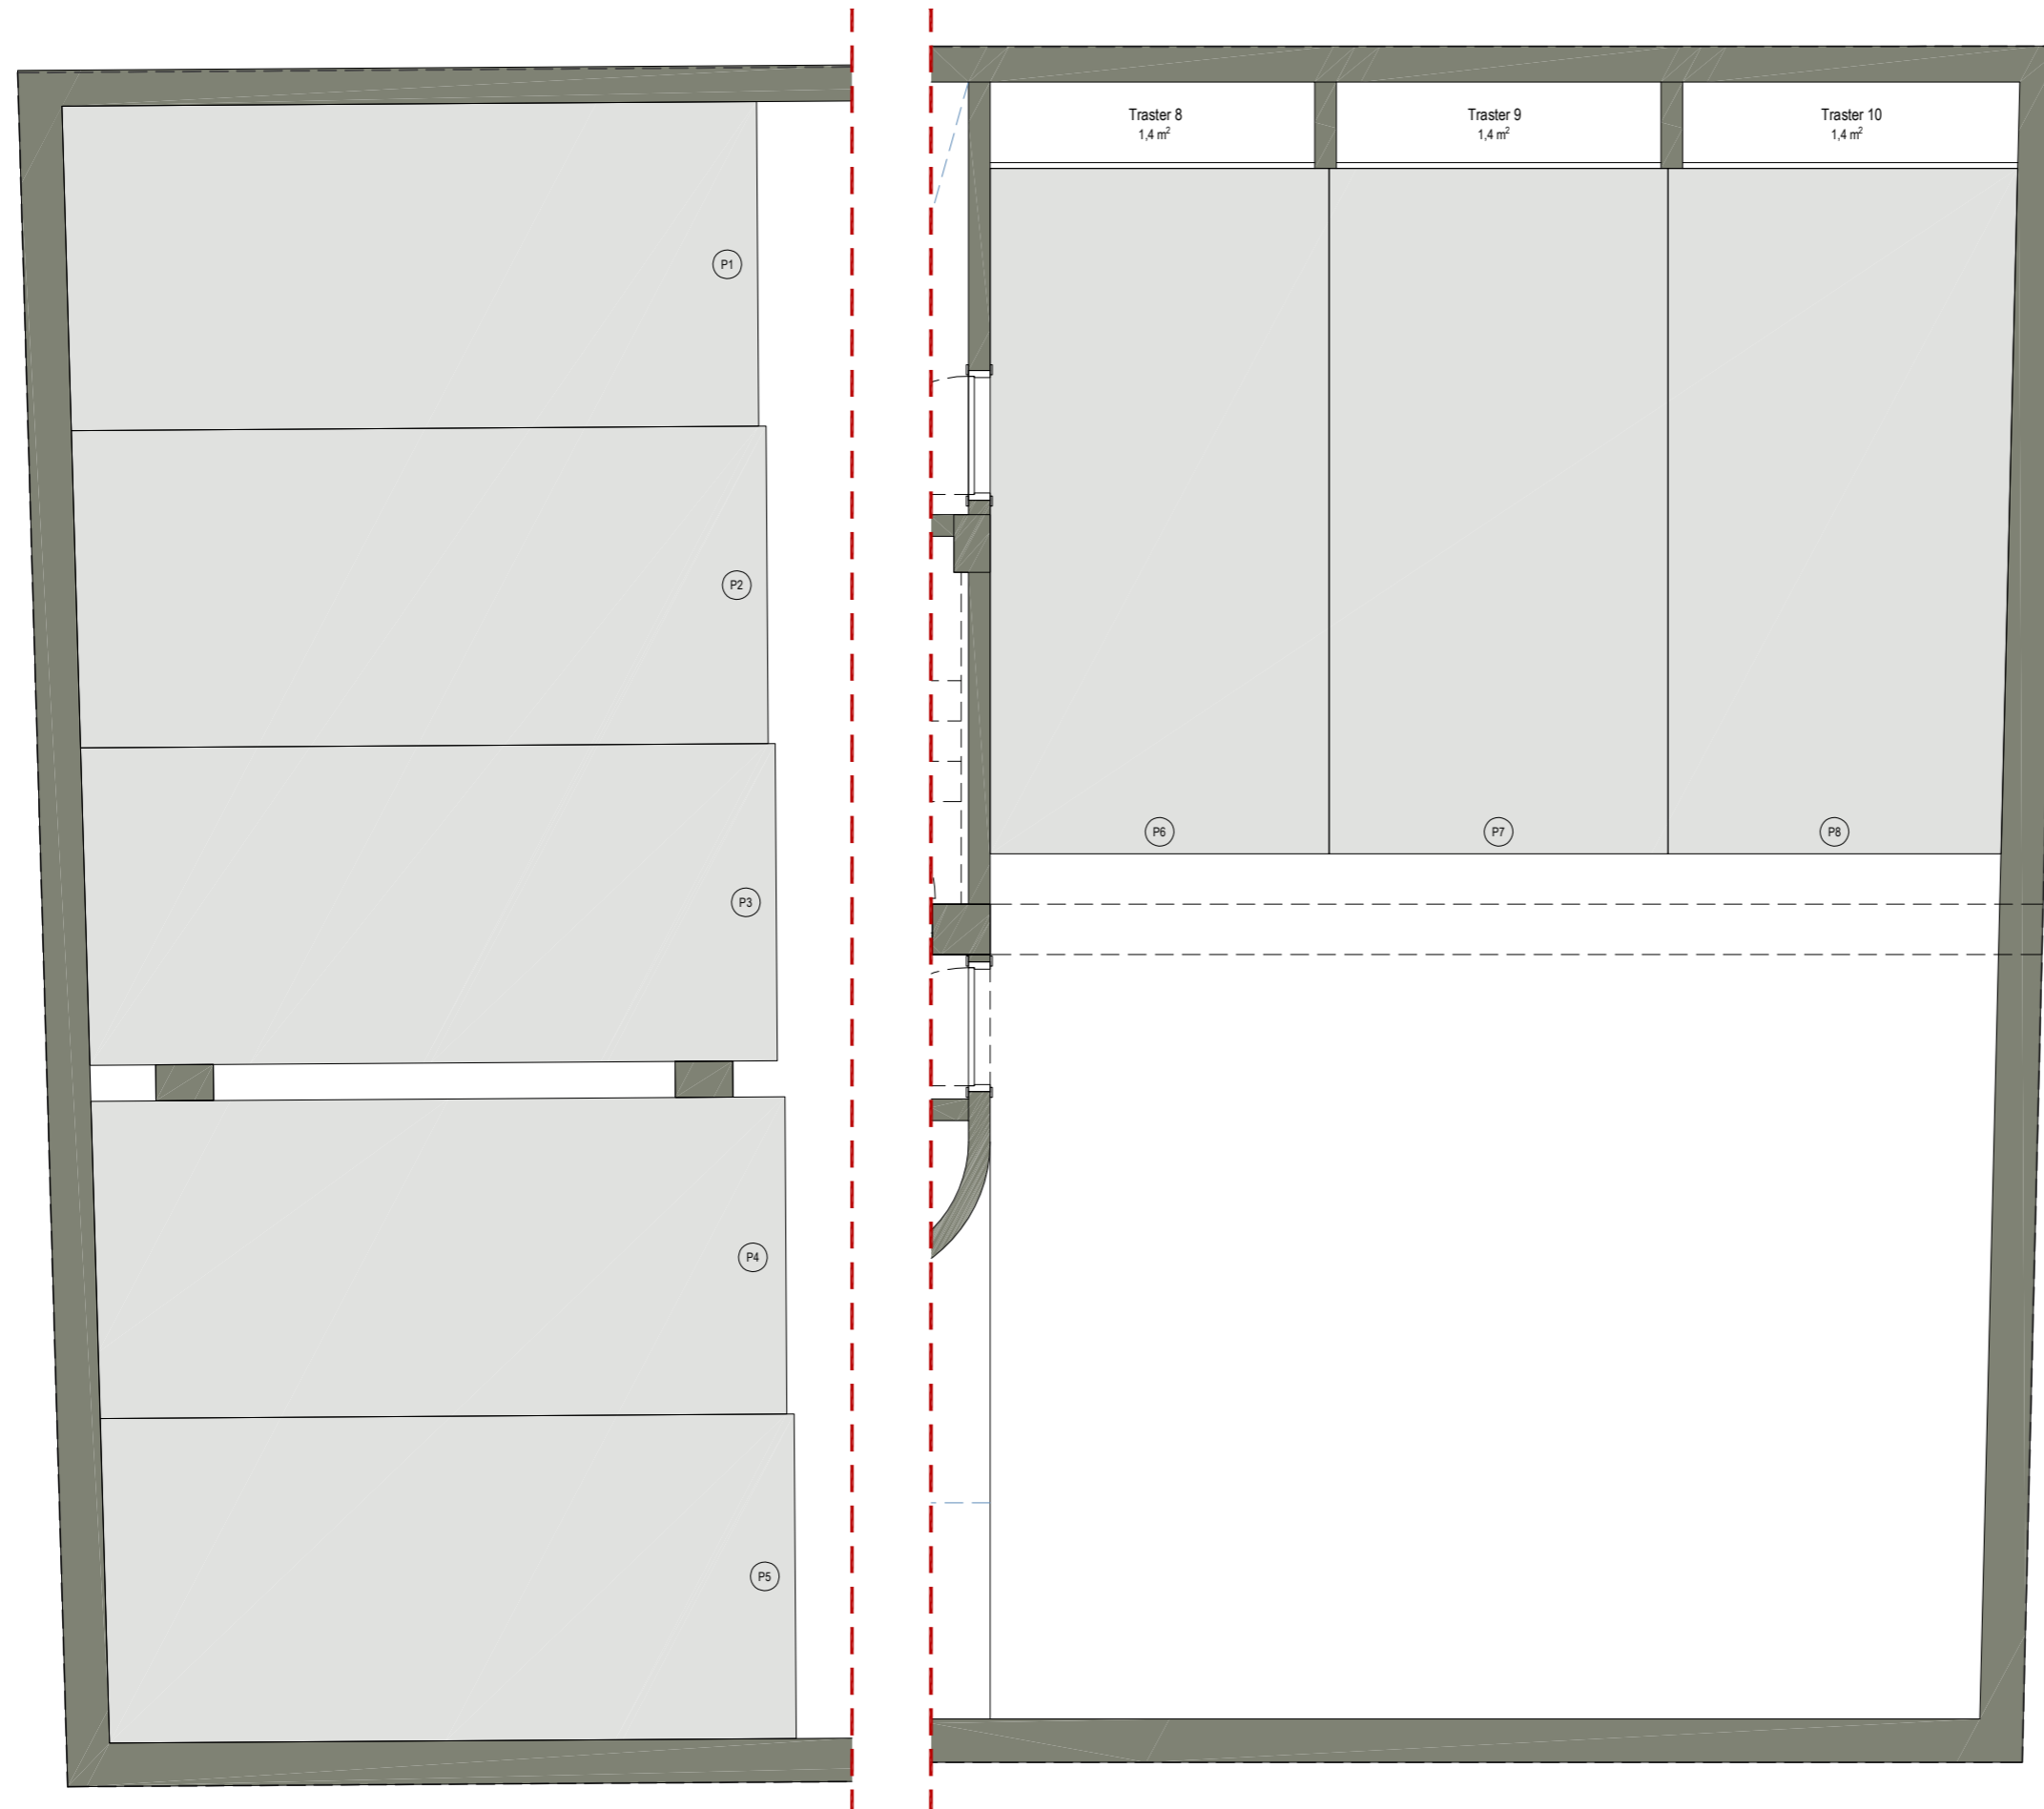 Traster 8
1,4 m²
Traster 9
1,4 m²
Traster 10
1,4 m²
P1
P2
P3
P4
P5
P6
P7
P8